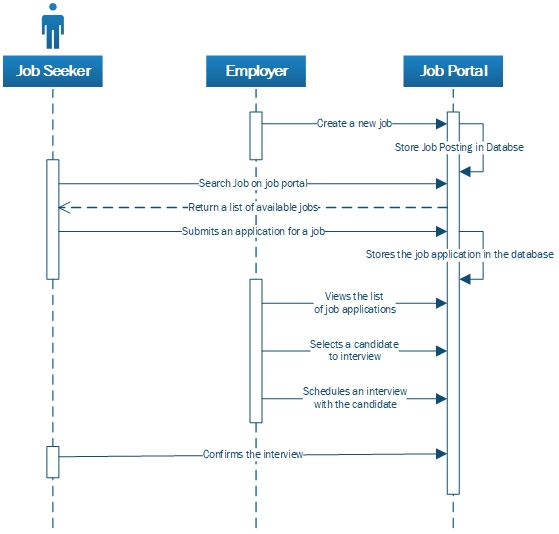 Job Seeker
Employer
Job Portal
Create a new job
Store Job Posting in Databse
Search Job on job portal
Return a list of available jobs
Submits an application for a job
Stores the job application in the database
Views the list
of job applications
Selects a candidate
to interview
Schedules an interview
with the candidate
Confirms the interview